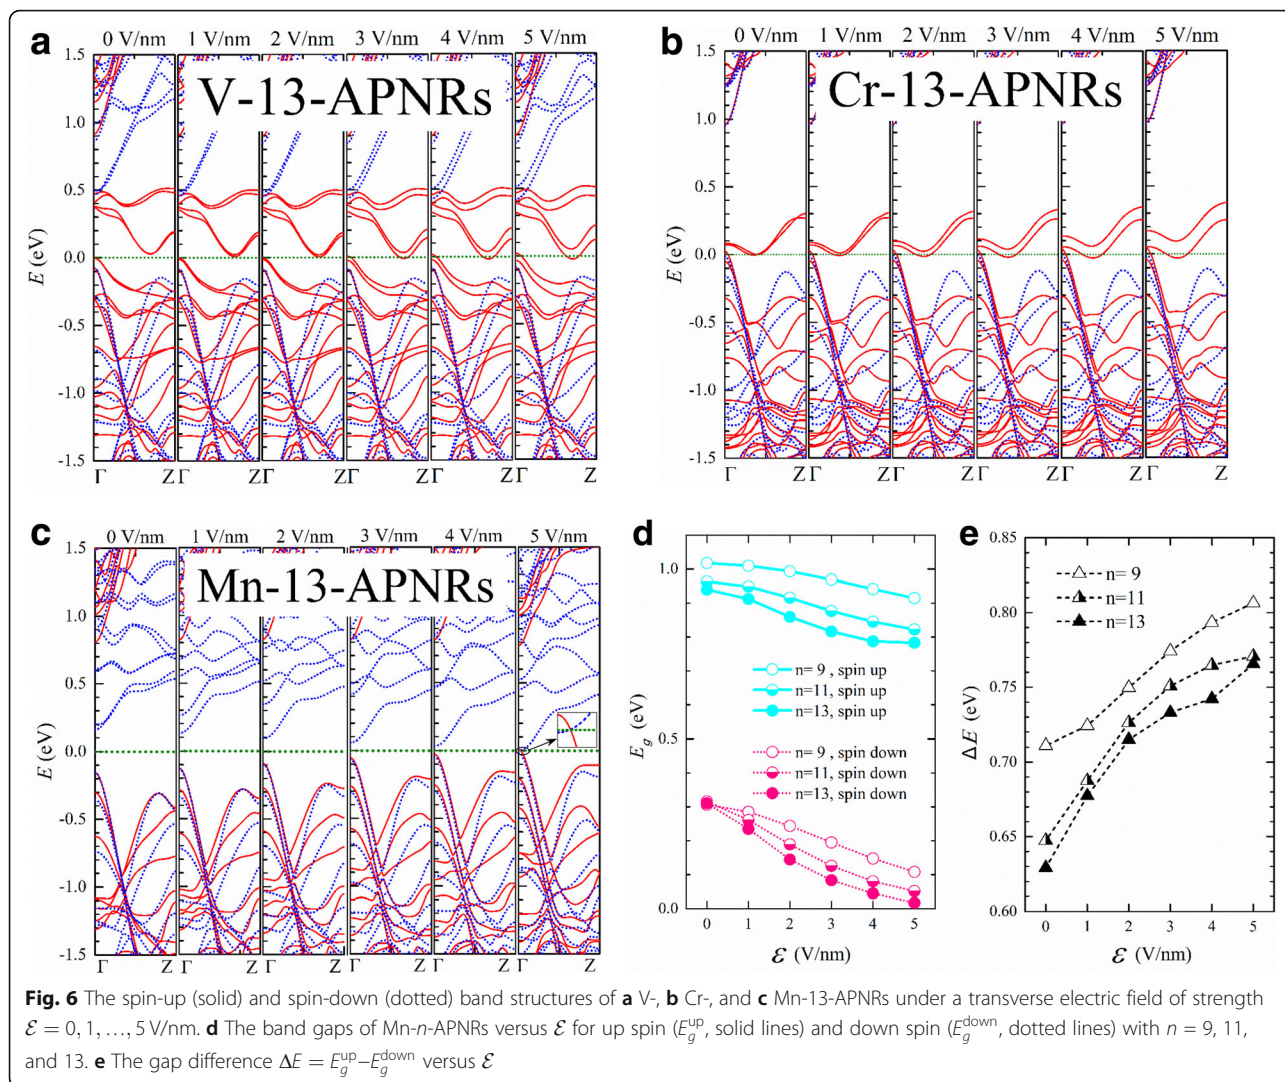 a
0 V/nm 1 V/nm 2 V/nm 3 V/nm 4 V/nm 5 V/nm
V-13-APNRs
1.5
1.0
0.5
0.0
-0.5
-1.0
-1.5
E (eV)
Γ Z Γ Z Γ Z Γ Z Γ Z Γ Z
b
0 V/nm 1 V/nm 2 V/nm 3 V/nm 4 V/nm 5 V/nm
Cr-13-APNRs
1.5
1.0
0.5
0.0
-0.5
-1.0
-1.5
E (eV)
Γ Z Γ Z Γ Z Γ Z Γ Z Γ Z
c
0 V/nm 1 V/nm 2 V/nm 3 V/nm 4 V/nm 5 V/nm
Mn-13-APNRs
1.5
1.0
0.5
0.0
-0.5
-1.0
-1.5
E (eV)
Γ Z Γ Z Γ Z Γ Z Γ Z Γ Z
d
1.0
0.5
0.0
E_g (eV)
n= 9 , spin up
n=11, spin up
n=13, spin up
n= 9 , spin down
n=11, spin down
n=13, spin down
0 1 2 3 4 5
ℰ (V/nm)
e
0.85
0.80
0.75
0.70
0.65
0.60
ΔE (eV)
n= 9
n=11
n=13
0 1 2 3 4 5
ℰ (V/nm)
Fig. 6 The spin-up (solid) and spin-down (dotted) band structures of a V-, b Cr-, and c Mn-13-APNRs under a transverse electric field of strength
ℰ = 0, 1, …, 5 V/nm. d The band gaps of Mn-n-APNRs versus ℰ for up spin (E_g^up, solid lines) and down spin (E_g^down, dotted lines) with n = 9, 11,
and 13. e The gap difference ΔE = E_g^up−E_g^down versus ℰ